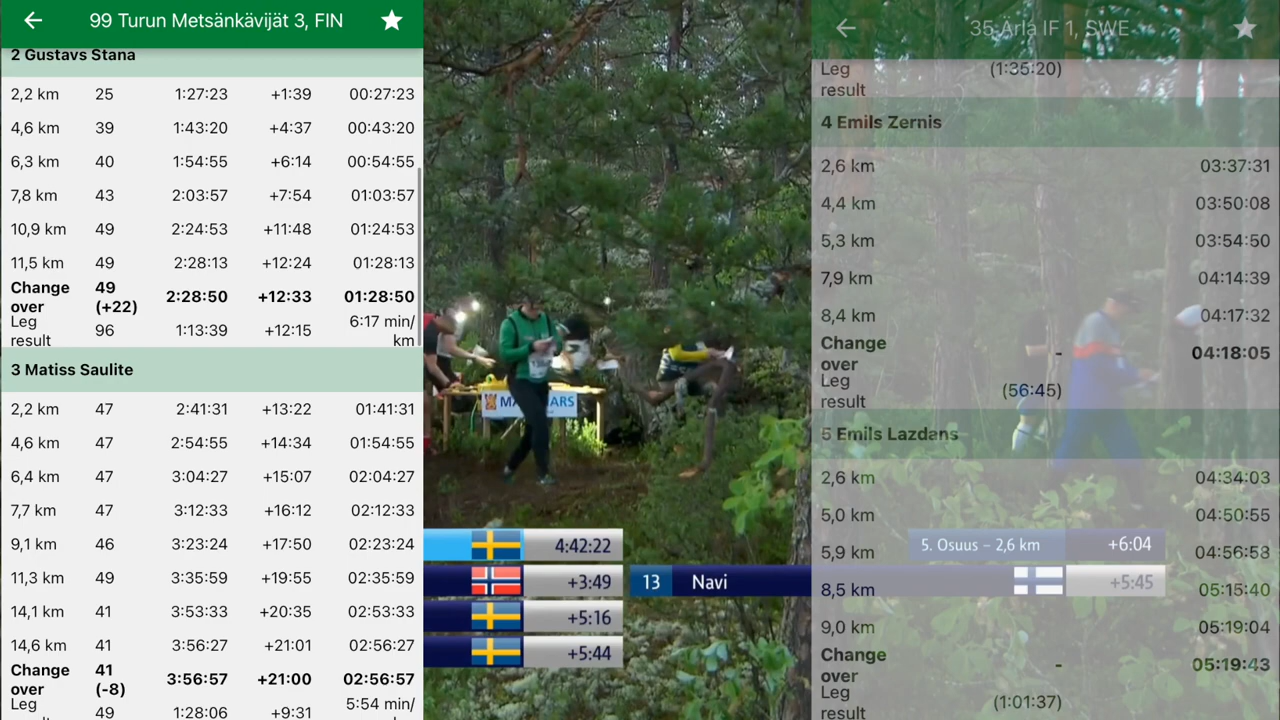 99 Turun Metsänkävijät 3, FIN
2 Gustavs Stana
2,2 km 25 1:27:23 +1:39 00:27:23
4,6 km 39 1:43:20 +4:37 00:43:20
6,3 km 40 1:54:55 +6:14 00:54:55
7,8 km 43 2:03:57 +7:54 01:03:57
10,9 km 49 2:24:53 +11:48 01:24:53
11,5 km 49 2:28:13 +12:24 01:28:13
Change over 49 (+22) 2:28:50 +12:33 01:28:50
Leg result 96 1:13:39 +12:15 6:17 min/km
3 Matiss Saulite
2,2 km 47 2:41:31 +13:22 01:41:31
4,6 km 47 2:54:55 +14:34 01:54:55
6,4 km 47 3:04:27 +15:07 02:04:27
7,7 km 47 3:12:33 +16:12 02:12:33
9,1 km 46 3:23:24 +17:50 02:23:24
11,3 km 49 3:35:59 +19:55 02:35:59
14,1 km 41 3:53:33 +20:35 02:53:33
14,6 km 41 3:56:27 +21:01 02:56:27
Change over 41 (-8) 3:56:57 +21:00 02:56:57
Leg result 49 1:28:06 +9:31 5:54 min/
4:42:22
+3:49
+5:16
+5:44
5. Osuus – 2,6 km +6:04
13 Navi +5:45
35 Ärla IF 1, SWE
Leg result (1:35:20)
4 Emils Zernis
2,6 km 03:37:31
4,4 km 03:50:08
5,3 km 03:54:50
7,9 km 04:14:39
8,4 km 04:17:32
Change over - 04:18:05
Leg result (56:45)
5 Emils Lazdans
2,6 km 04:34:03
5,0 km 04:50:55
5,9 km 04:56:53
8,5 km 05:15:40
9,0 km 05:19:04
Change over - 05:19:43
Leg result (1:01:37)